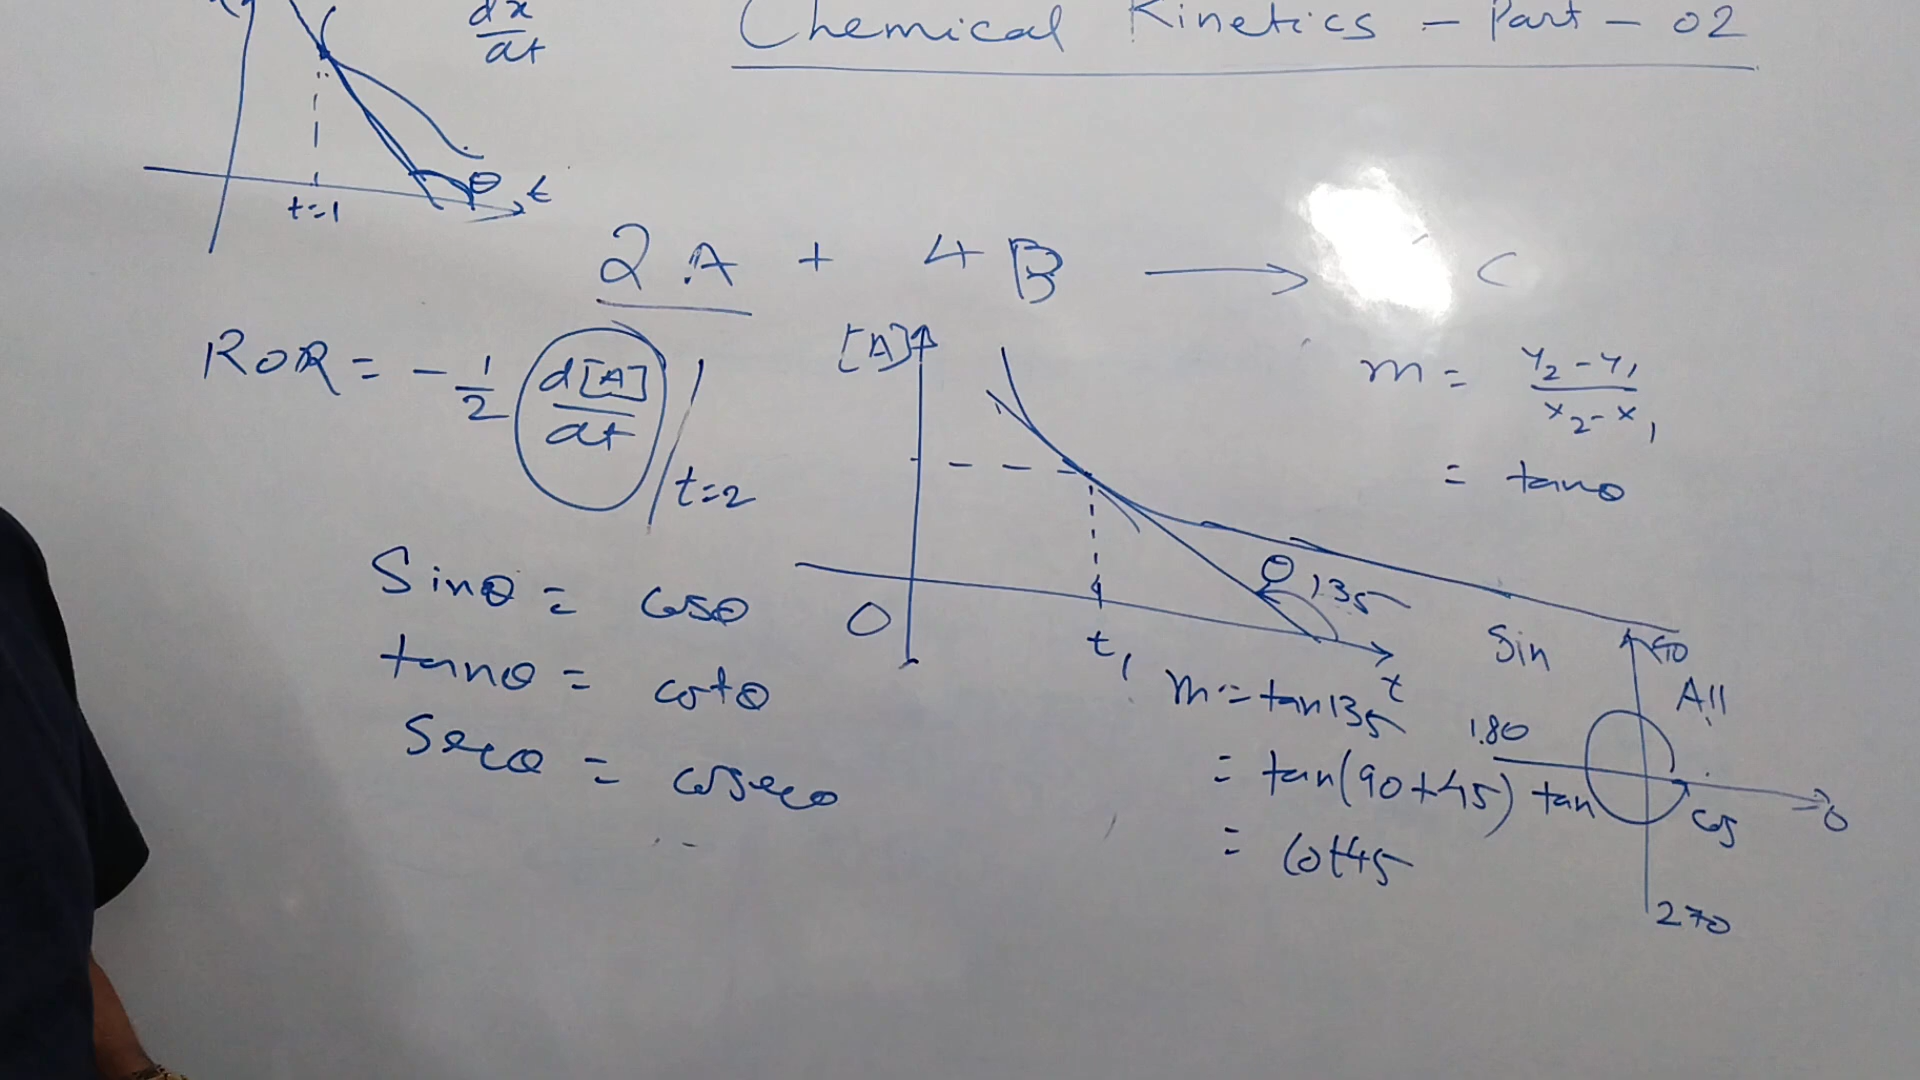 Chemical Kinetics - Part - 02
dx
dt
t=1
θ
t
2A + 4B → C
ROR = - 1/2 d[A]/dt | t=2
[A]
m = y2-y1 / x2-x1
= tanθ
θ 135
O
t1
t
Sinθ = cosθ
tanθ = cotθ
Secθ = cosecθ
m = tan135
= tan(90+45)
= cot45
Sin
90
All
180
tan
cos
0
270